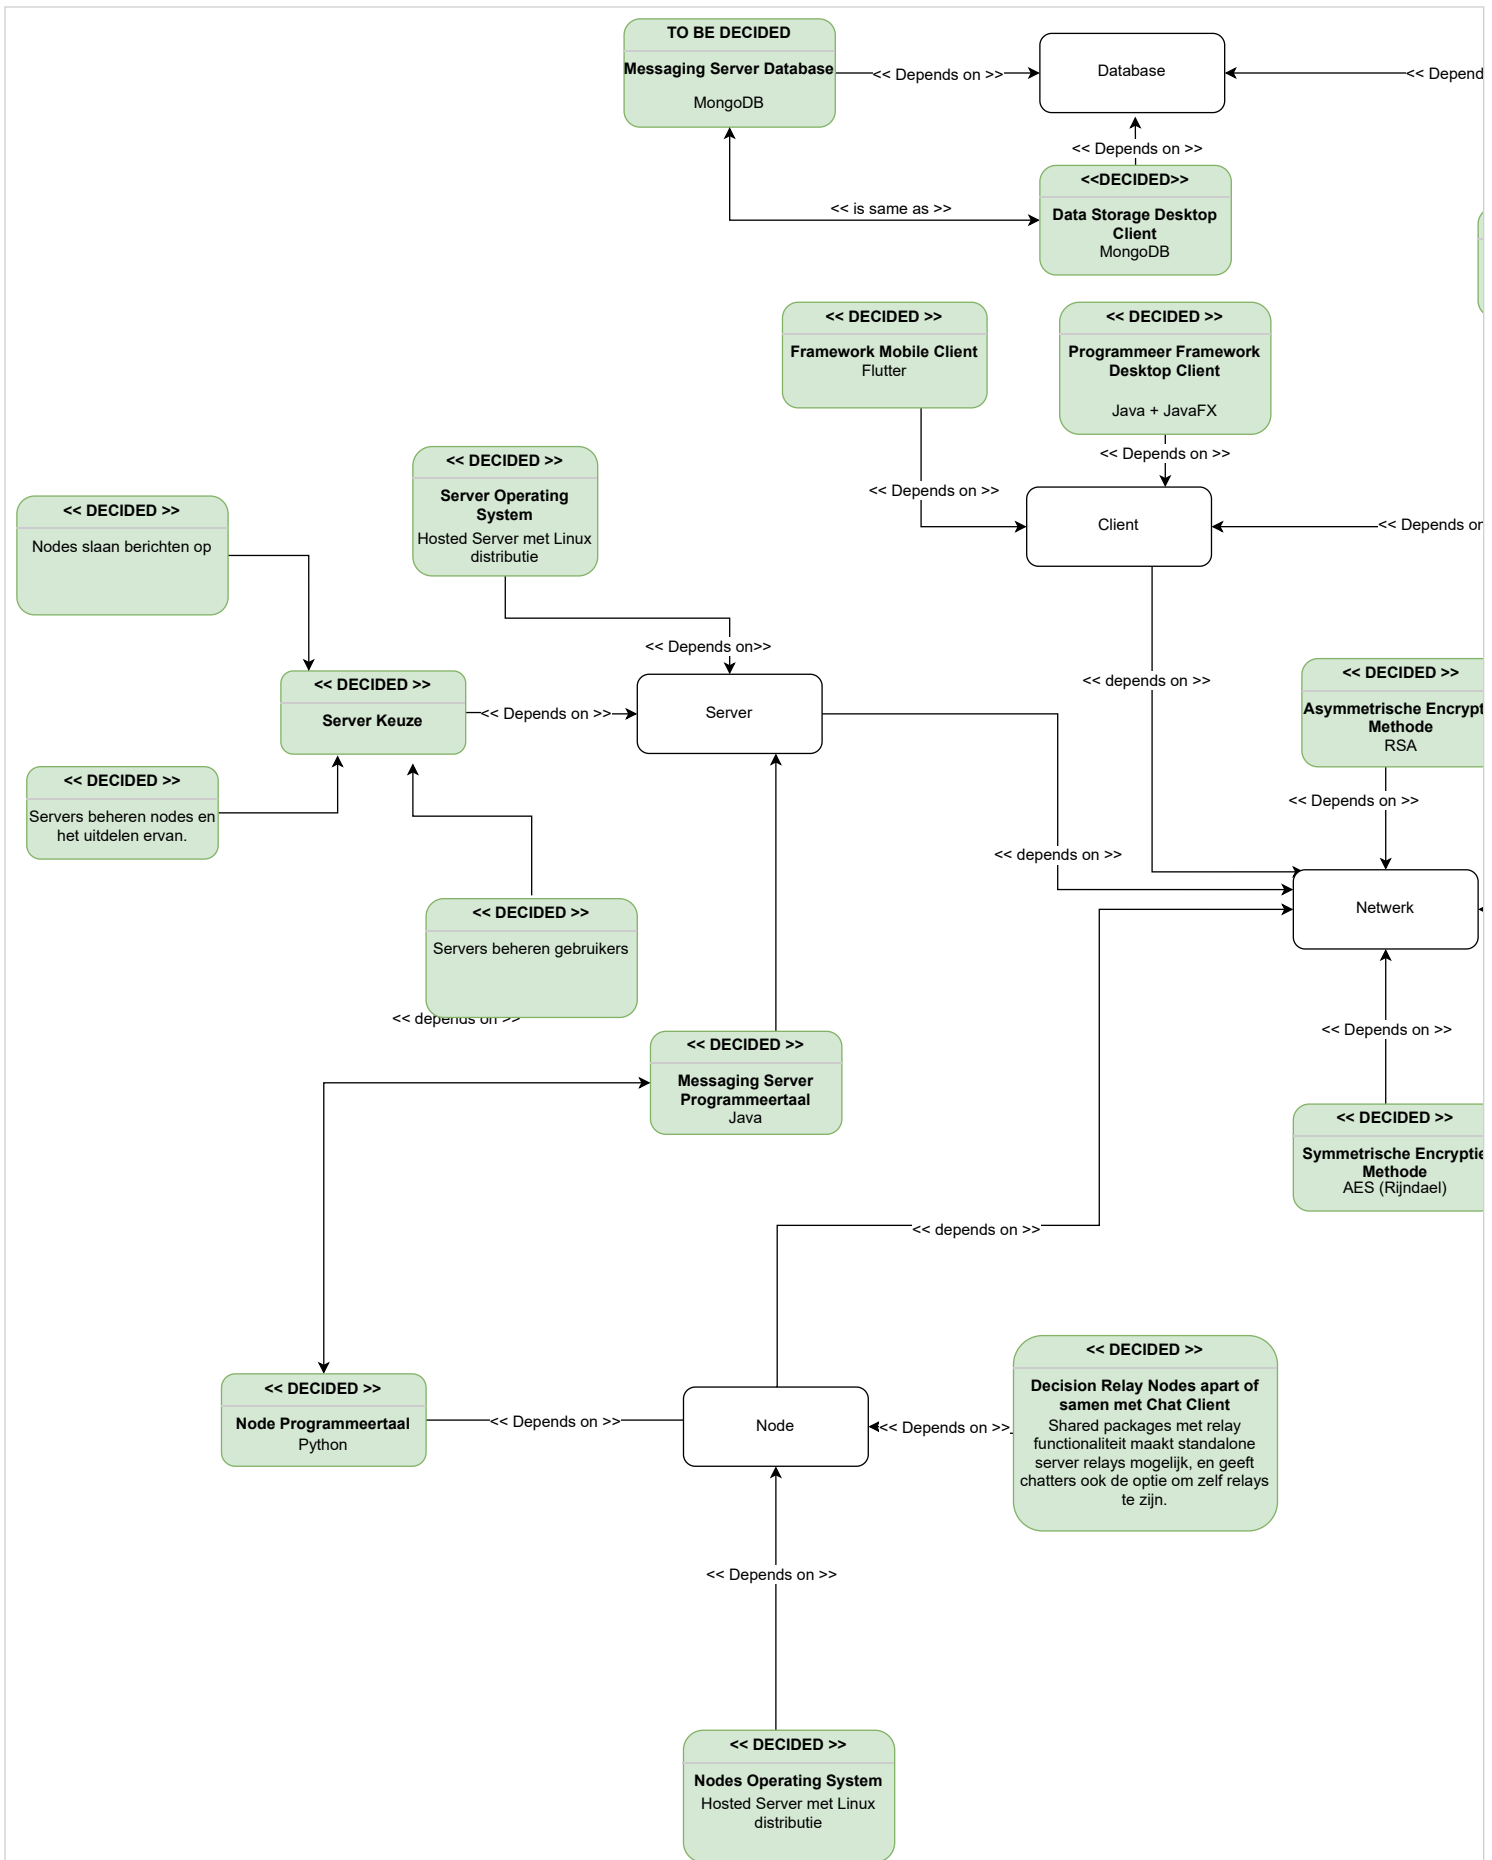 TO BE DECIDED
Messaging Server Database
MongoDB
<< Depends on >>
Database
<< Depend
<< Depends on >>
<<DECIDED>>
Data Storage Desktop
Client
MongoDB
<< is same as >>
<< DECIDED >>
Framework Mobile Client
Flutter
<< DECIDED >>
Programmeer Framework
Desktop Client
Java + JavaFX
<< Depends on >>
<< Depends on >>
Client
<< Depends or
<< DECIDED >>
Server Operating
System
Hosted Server met Linux
distributie
<< DECIDED >>
Nodes slaan berichten op
<< Depends on>>
<< DECIDED >>
Server Keuze
<< Depends on >>
Server
<< depends on >>
<< DECIDED >>
Asymmetrische Encrypt
Methode
RSA
<< Depends on >>
<< DECIDED >>
Servers beheren nodes en
het uitdelen ervan.
<< depends on >>
<< DECIDED >>
Servers beheren gebruikers
<< depends on >>
Netwerk
<< Depends on >>
<< DECIDED >>
Messaging Server
Programmeertaal
Java
<< DECIDED >>
Symmetrische Encryptie
Methode
AES (Rijndael)
<< depends on >>
<< DECIDED >>
Node Programmeertaal
Python
<< Depends on >>
Node
<< Depends on >>
<< DECIDED >>
Decision Relay Nodes apart of
samen met Chat Client
Shared packages met relay
functionaliteit maakt standalone
server relays mogelijk, en geeft
chatters ook de optie om zelf relays
te zijn.
<< Depends on >>
<< DECIDED >>
Nodes Operating System
Hosted Server met Linux
distributie